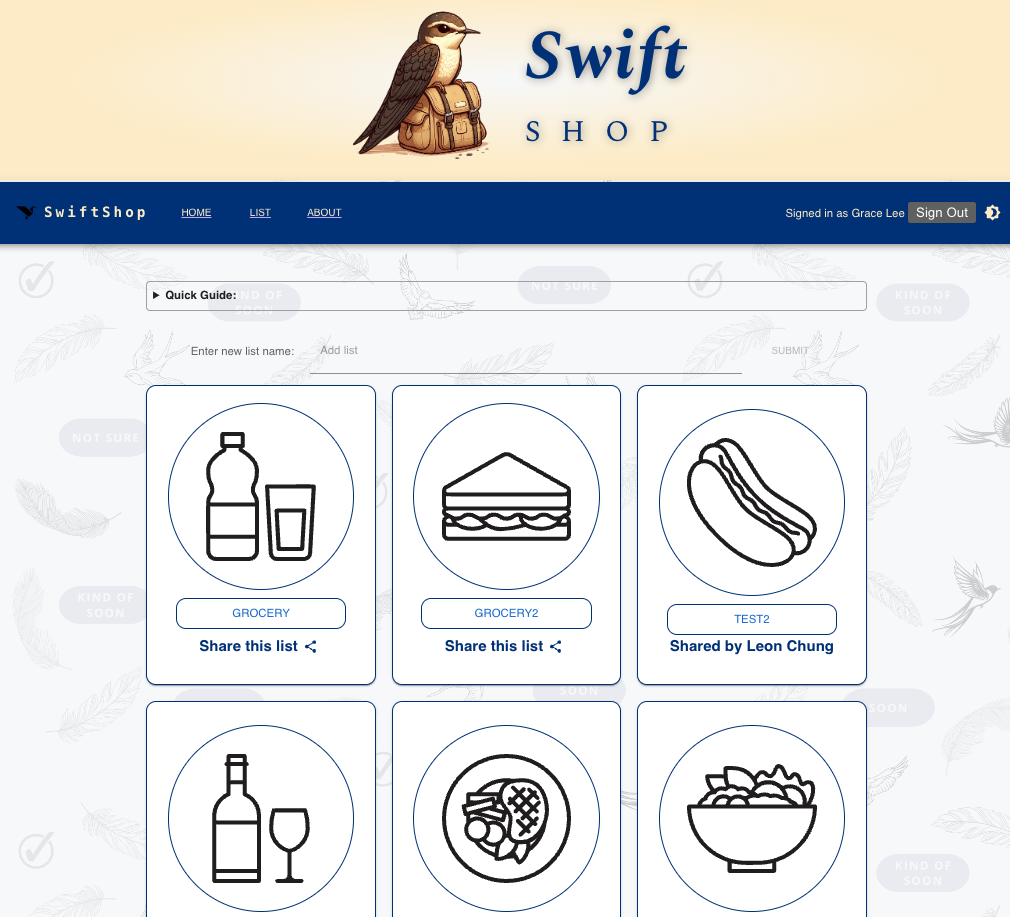 Swift
SHOP
SwiftShop HOME LIST ABOUT Signed in as Grace Lee Sign Out
Quick Guide:
KIND OF
SOON
NOT SURE
KIND OF
SOON
Enter new list name: Add list SUBMIT
NOT SURE
GROCERY GROCERY2 TEST2
Share this list Share this list Shared by Leon Chung
KIND OF
SOON
SOON
SOON
KIND OF
SOON